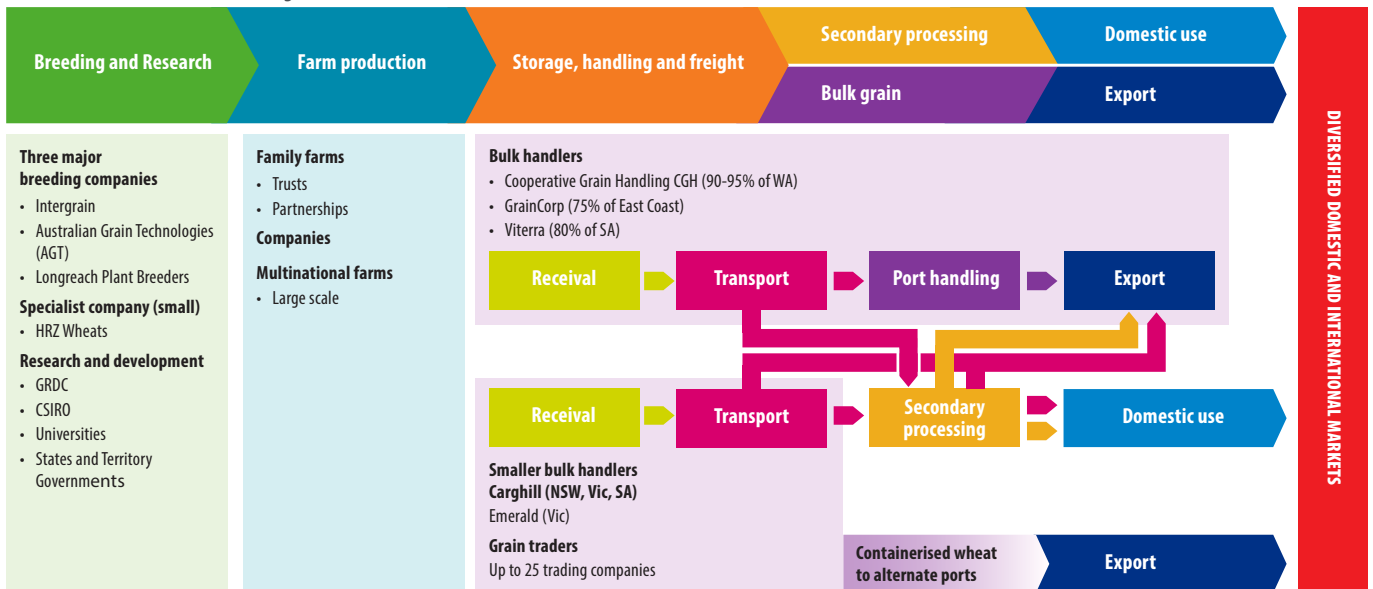 Breeding and Research
Farm production
Storage, handling and freight
Secondary processing
Domestic use
Bulk grain
Export
Three major
breeding companies
• Intergrain
• Australian Grain Technologies
(AGT)
• Longreach Plant Breeders
Specialist company (small)
• HRZ Wheats
Research and development
• GRDC
• CSIRO
• Universities
• States and Territory
Governments
Family farms
• Trusts
• Partnerships
Companies
Multinational farms
• Large scale
Bulk handlers
• Cooperative Grain Handling CGH (90-95% of WA)
• GrainCorp (75% of East Coast)
• Viterra (80% of SA)
Receival
Transport
Port handling
Export
Receival
Transport
Secondary
processing
Domestic use
Smaller bulk handlers
Carghill (NSW, Vic, SA)
Emerald (Vic)
Grain traders
Up to 25 trading companies
Containerised wheat
to alternate ports
Export
DIVERSIFIED DOMESTIC AND INTERNATIONAL MARKETS